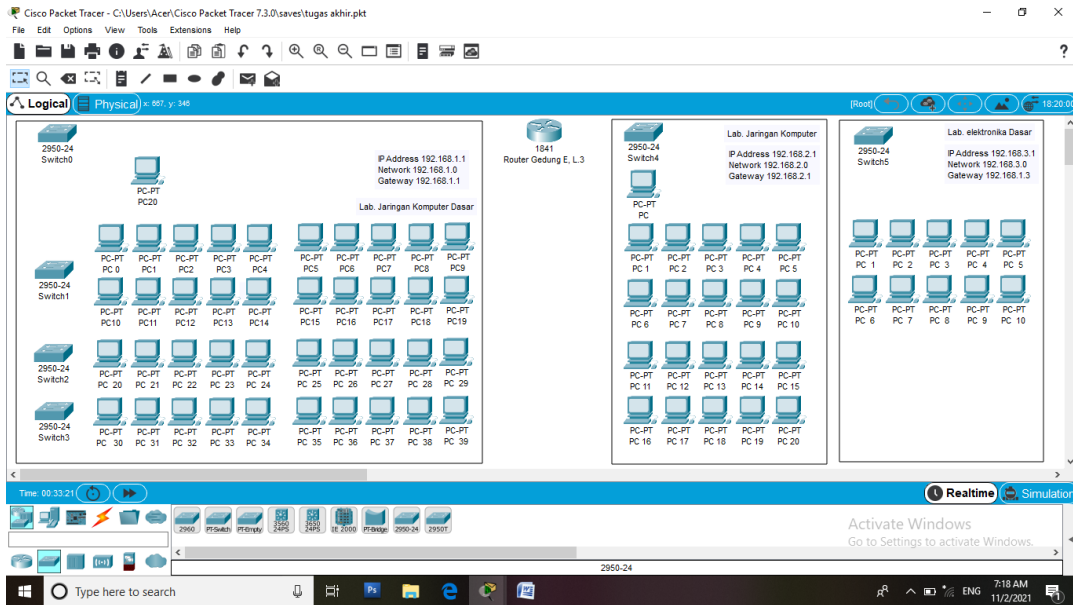 Cisco Packet Tracer - C:\Users\Acer\Cisco Packet Tracer 7.3.0\saves\tugas akhir.pkt
File Edit Options View Tools Extensions Help
?
Logical Physical x: 667, y: 346 [Root] 18:20:00
2950-24
Switch0
PC-PT
PC20
IP Address 192.168.1.1
Network 192.168.1.0
Gateway 192.168.1.1
Lab. Jaringan Komputer Dasar
PC-PT PC-PT PC-PT PC-PT PC-PT PC-PT PC-PT PC-PT PC-PT PC-PT
PC 0 PC1 PC2 PC3 PC4 PC5 PC6 PC7 PC8 PC9
2950-24
Switch1
PC-PT PC-PT PC-PT PC-PT PC-PT PC-PT PC-PT PC-PT PC-PT PC-PT
PC10 PC11 PC12 PC13 PC14 PC15 PC16 PC17 PC18 PC19
2950-24
Switch2
PC-PT PC-PT PC-PT PC-PT PC-PT PC-PT PC-PT PC-PT PC-PT PC-PT
PC 20 PC 21 PC 22 PC 23 PC 24 PC 25 PC 26 PC 27 PC 28 PC 29
2950-24
Switch3
PC-PT PC-PT PC-PT PC-PT PC-PT PC-PT PC-PT PC-PT PC-PT PC-PT
PC 30 PC 31 PC 32 PC 33 PC 34 PC 35 PC 36 PC 37 PC 38 PC 39
1841
Router Gedung E, L.3
2950-24
Switch4
Lab. Jaringan Komputer
IP Address 192.168.2.1
Network 192.168.2.0
Gateway 192.168.2.1
PC-PT
PC
PC-PT PC-PT PC-PT PC-PT PC-PT
PC 1 PC 2 PC 3 PC 4 PC 5
PC-PT PC-PT PC-PT PC-PT PC-PT
PC 6 PC 7 PC 8 PC 9 PC 10
PC-PT PC-PT PC-PT PC-PT PC-PT
PC 11 PC 12 PC 13 PC 14 PC 15
PC-PT PC-PT PC-PT PC-PT PC-PT
PC 16 PC 17 PC 18 PC 19 PC 20
2950-24
Switch5
Lab. elektronika Dasar
IP Address 192.168.3.1
Network 192.168.3.0
Gateway 192.168.1.3
PC-PT PC-PT PC-PT PC-PT PC-PT
PC 1 PC 2 PC 3 PC 4 PC 5
PC-PT PC-PT PC-PT PC-PT PC-PT
PC 6 PC 7 PC 8 PC 9 PC 10
Time: 00:33:21 Realtime Simulation
2960 PT-Switch PT-Empty 3560 24PS 3650 24PS IE 2000 PT-Bridge 2950-24 2950T
Activate Windows
Go to Settings to activate Windows.
2950-24
Type here to search
Ps
ENG
7:18 AM
11/2/2021
1